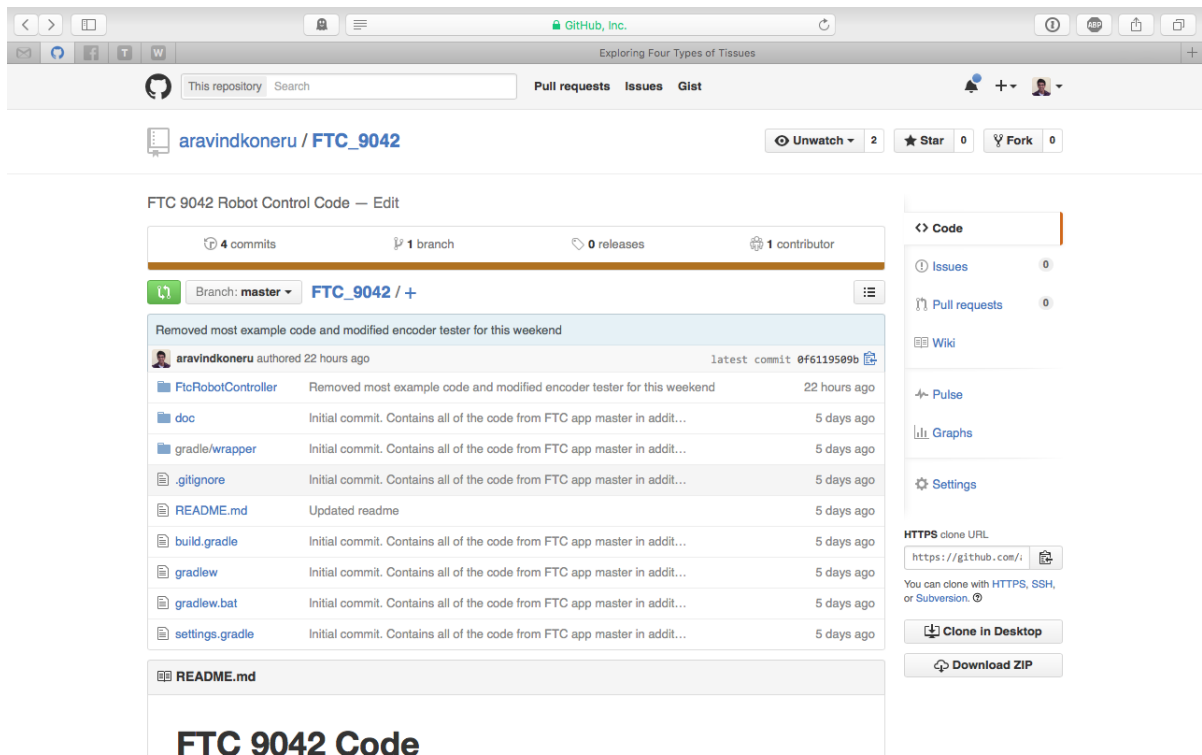 GitHub, Inc.
ABP
T
W
Exploring Four Types of Tissues
This repository Search
Pull requests Issues Gist
aravindkoneru / FTC_9042
Unwatch 2
Star 0
Fork 0
FTC 9042 Robot Control Code — Edit
4 commits
1 branch
0 releases
1 contributor
Branch: master
FTC_9042 / +
Removed most example code and modified encoder tester for this weekend
aravindkoneru authored 22 hours ago
latest commit 0f6119509b
FtcRobotController Removed most example code and modified encoder tester for this weekend 22 hours ago
doc Initial commit. Contains all of the code from FTC app master in addit… 5 days ago
gradle/wrapper Initial commit. Contains all of the code from FTC app master in addit… 5 days ago
.gitignore Initial commit. Contains all of the code from FTC app master in addit… 5 days ago
README.md Updated readme 5 days ago
build.gradle Initial commit. Contains all of the code from FTC app master in addit… 5 days ago
gradlew Initial commit. Contains all of the code from FTC app master in addit… 5 days ago
gradlew.bat Initial commit. Contains all of the code from FTC app master in addit… 5 days ago
settings.gradle Initial commit. Contains all of the code from FTC app master in addit… 5 days ago
README.md
FTC 9042 Code
Code
Issues 0
Pull requests 0
Wiki
Pulse
Graphs
Settings
HTTPS clone URL
https://github.com/
You can clone with HTTPS, SSH,
or Subversion.
Clone in Desktop
Download ZIP